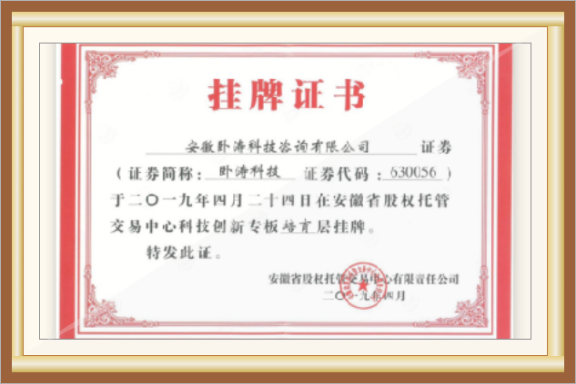 挂牌证书
安徽卧涛科技咨询有限公司 证券
(证券简称：卧涛科技 证券代码：630056)
于二〇一九年四月二十四日在安徽省股权托管
交易中心科技创新专板培育层挂牌。
特发此证。
安徽省股权托管交易中心有限责任公司
二〇一九年四月